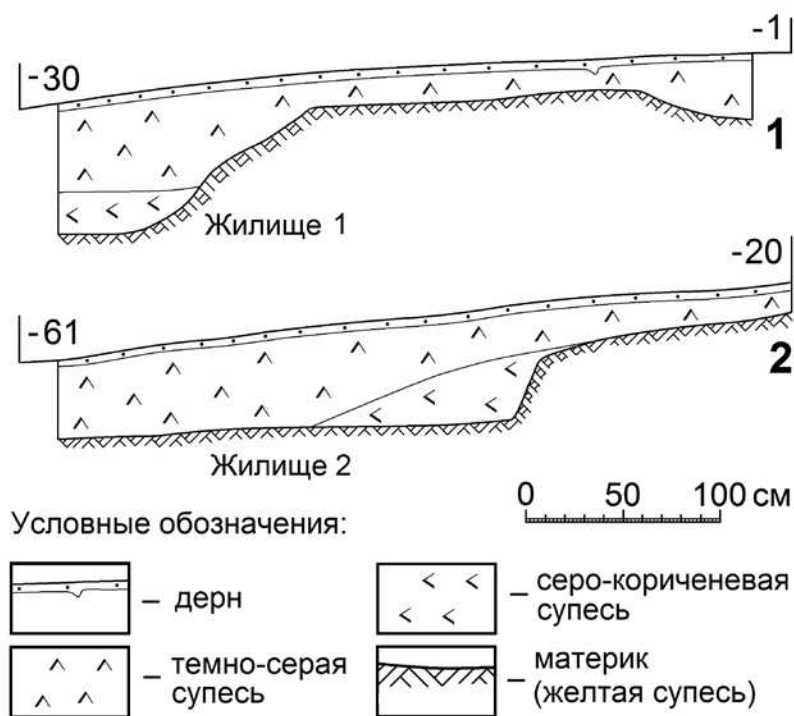 -1
-30
1
Жилище 1
-20
-61
2
Жилище 2
0 50 100 см
Условные обозначения:
– дерн
– серо-кориченевая
супесь
– темно-серая
супесь
– материк
(желтая супесь)